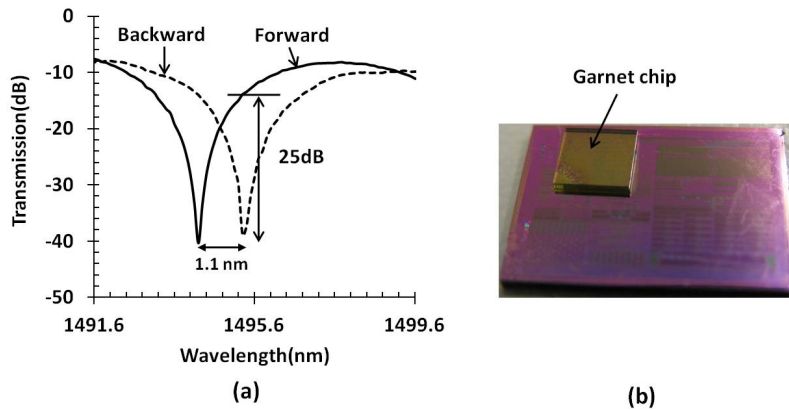 0
-10
-20
-30
-40
-50
Transmission(dB)
Backward
Forward
25dB
1.1 nm
1491.6
1495.6
1499.6
Wavelength(nm)
(a)
Garnet chip
(b)